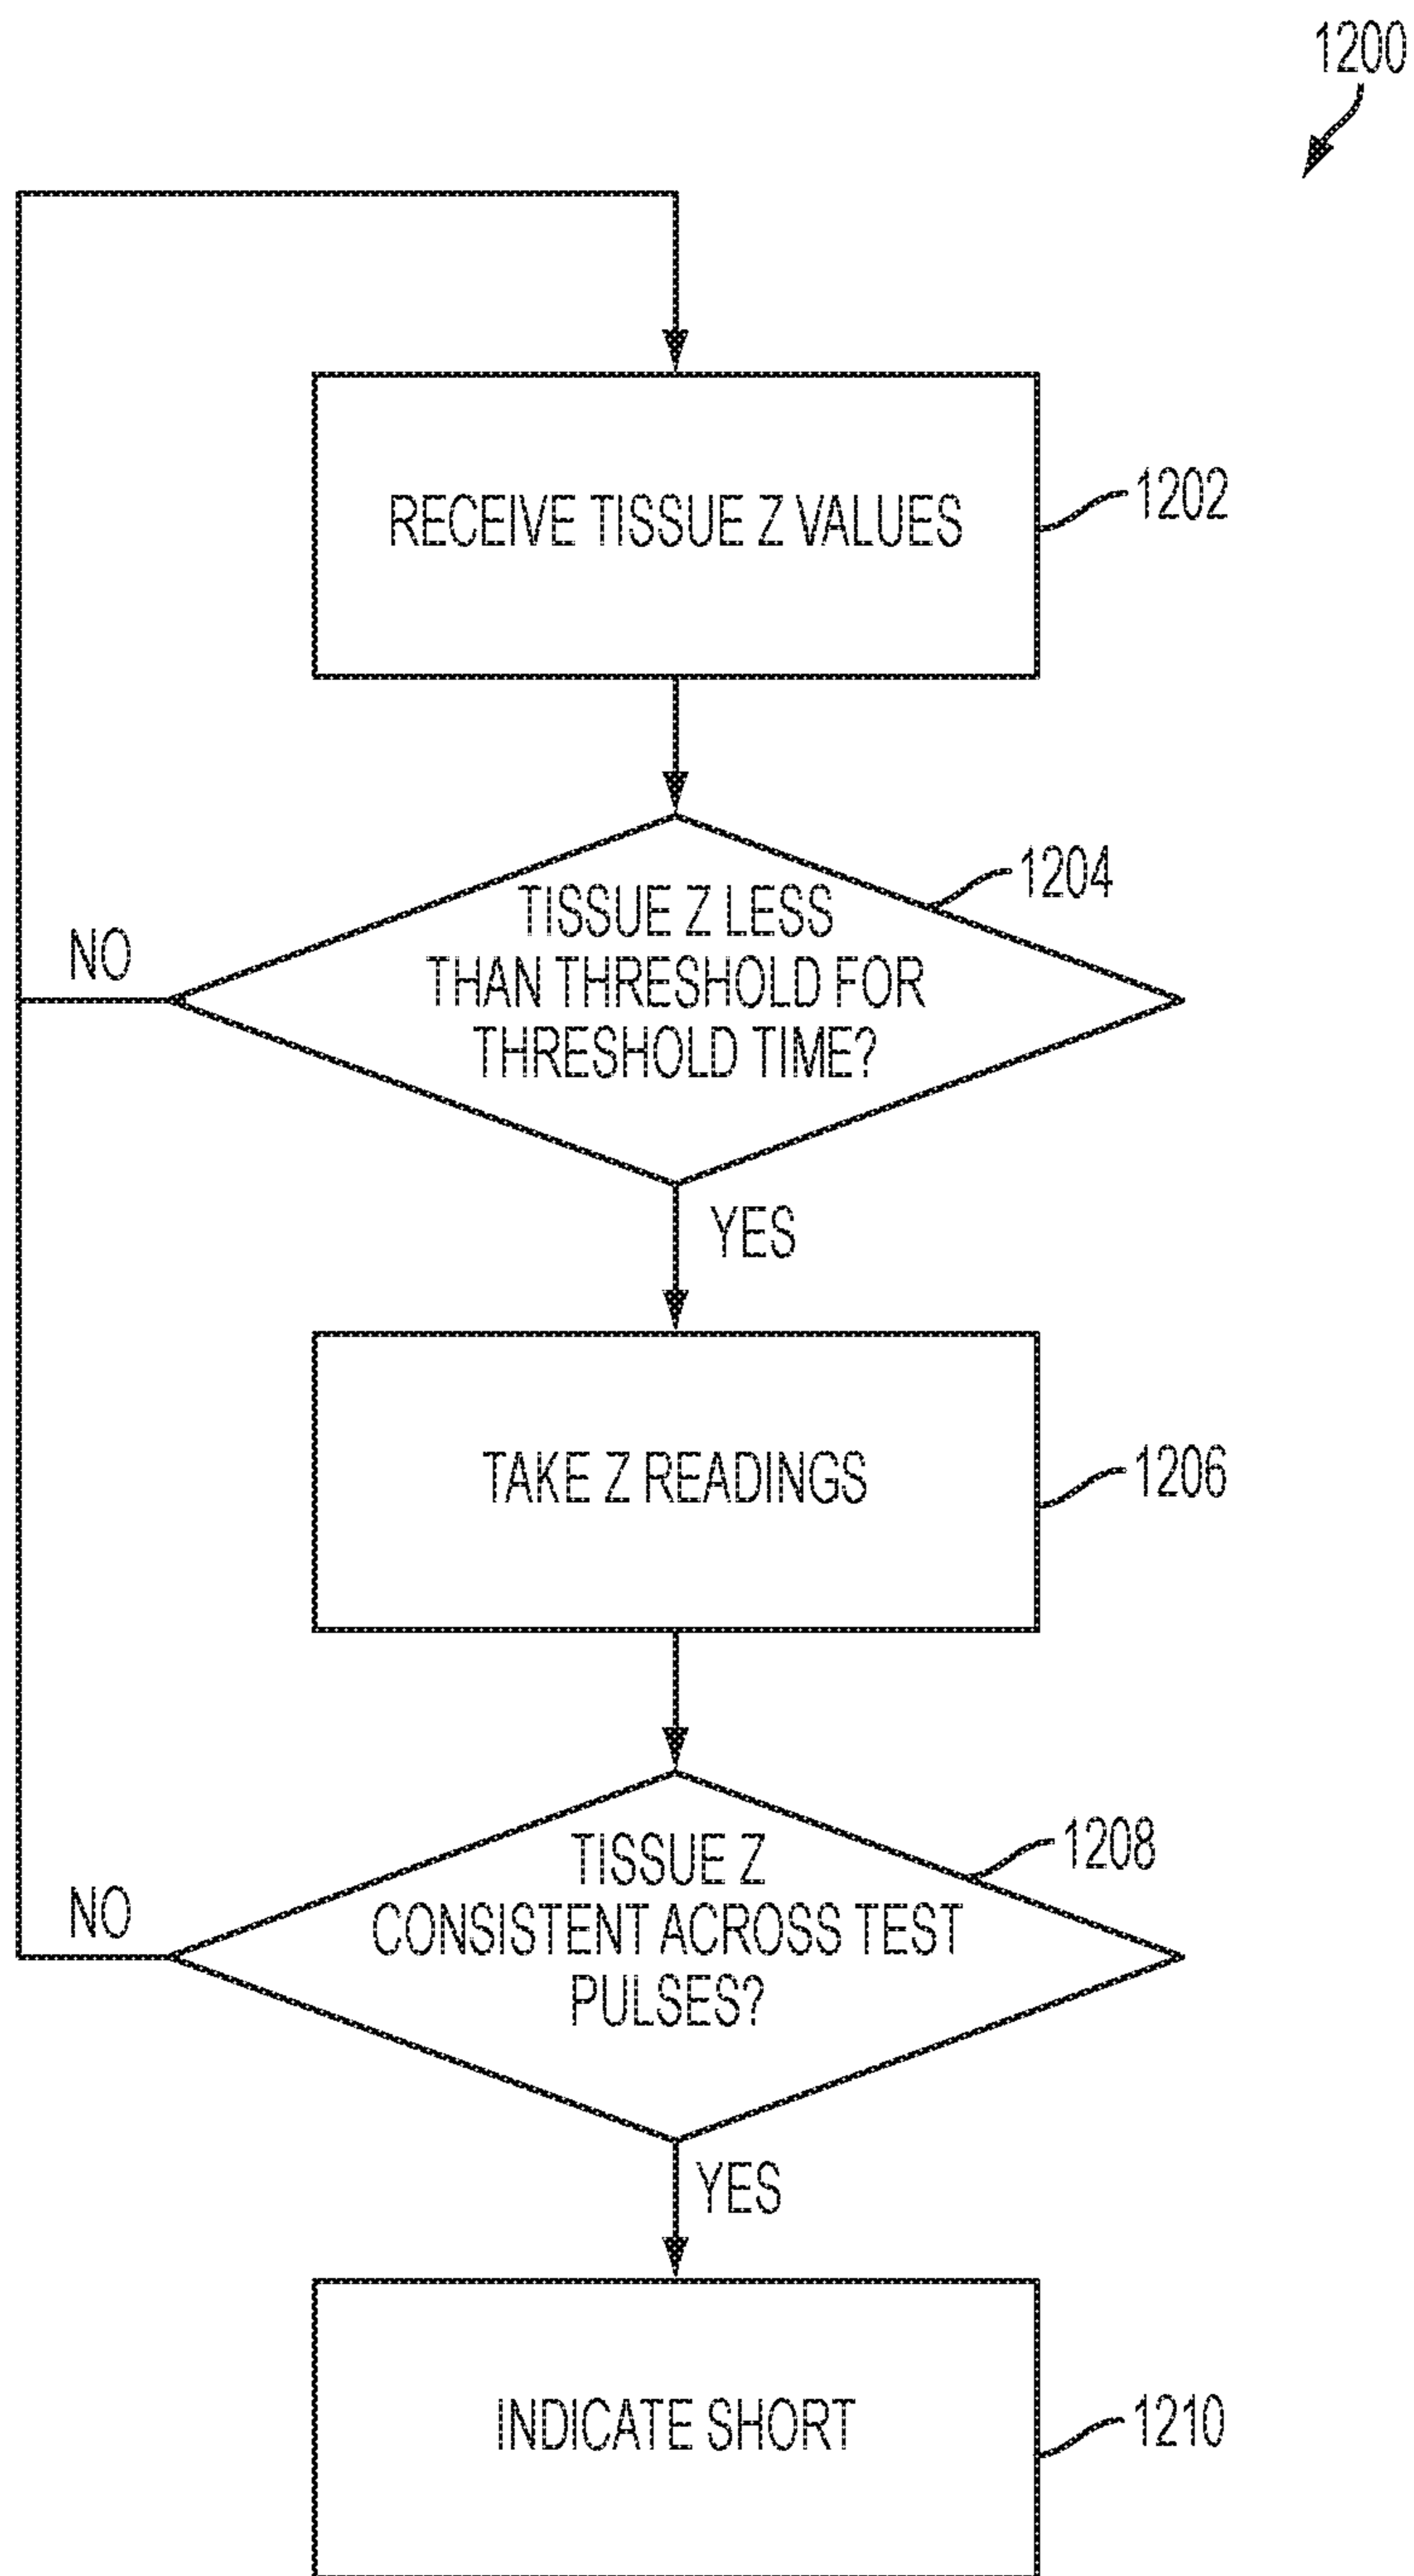 1200
RECEIVE TISSUE Z VALUES
1202
TISSUE Z LESS
THAN THRESHOLD FOR
THRESHOLD TIME?
1204
NO
YES
TAKE Z READINGS
1206
TISSUE Z
CONSISTENT ACROSS TEST
PULSES?
1208
NO
YES
INDICATE SHORT
1210